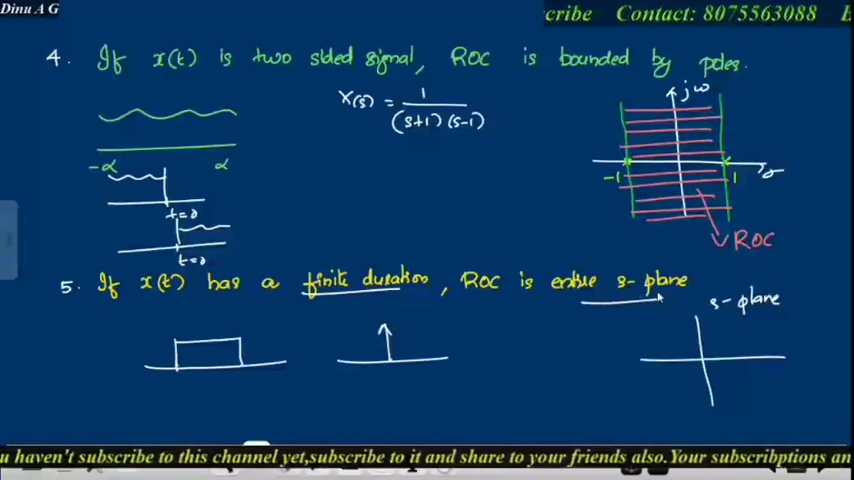 Dinu A G
cribe Contact: 8075563088
4. If x(t) is two sided signal, ROC is bounded by poles.
X(s) = 1 / (s+1) (s-1)
jω
-α α
-1 1 σ
t=0
t=0
ROC
5. If x(t) has a finite duration, ROC is entire s-plane
s-plane
u haven't subscribe to this channel yet,subscribe to it and share to your friends also.Your subscribptions an